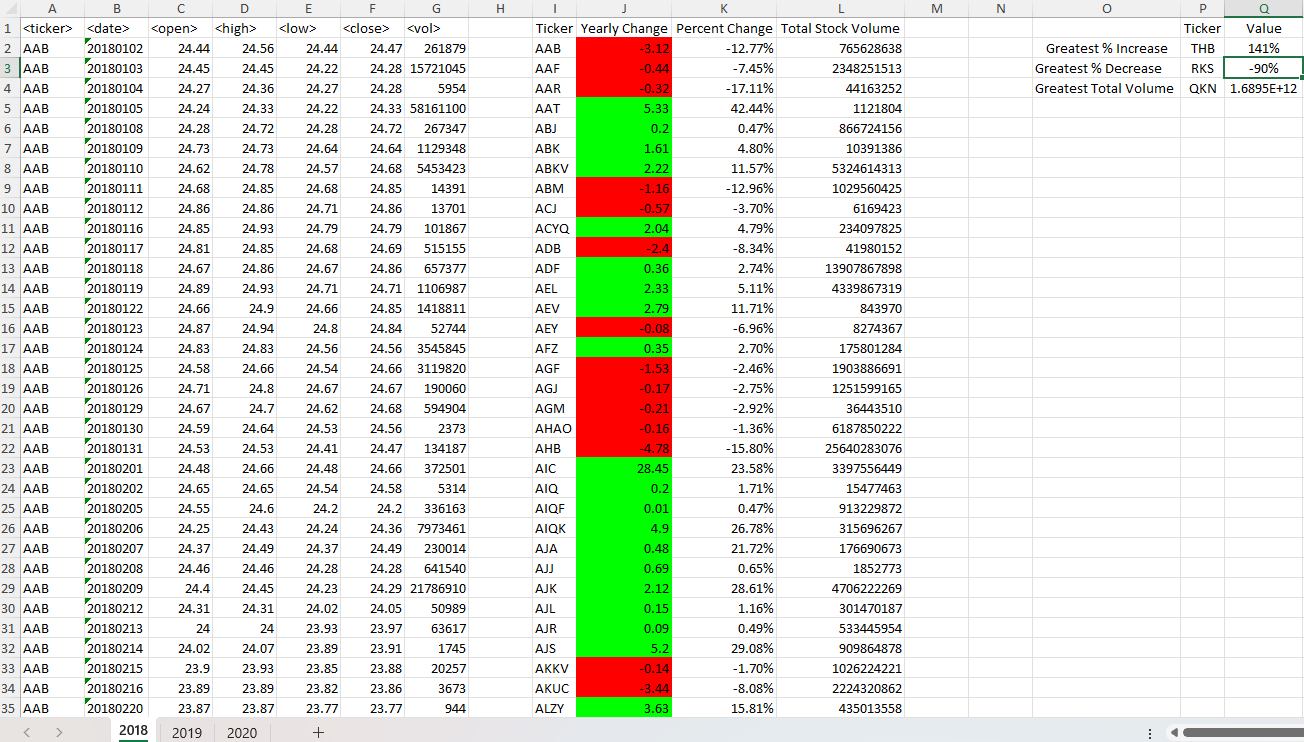 A B C D E F G H I J K L M N O P Q
1 <ticker> <date> <open> <high> <low> <close> <vol> Ticker Yearly Change Percent Change Total Stock Volume Ticker Value
2 AAB 20180102 24.44 24.56 24.44 24.47 261879 AAB -3.12 -12.77% 765628638 Greatest % Increase THB 141%
3 AAB 20180103 24.45 24.45 24.22 24.28 15721045 AAF -0.44 -7.45% 2348251513 Greatest % Decrease RKS -90%
4 AAB 20180104 24.27 24.36 24.27 24.28 5954 AAR -0.32 -17.11% 44163252 Greatest Total Volume QKN 1.6895E+12
5 AAB 20180105 24.24 24.33 24.22 24.33 58161100 AAT 5.33 42.44% 1121804
6 AAB 20180108 24.28 24.72 24.28 24.72 267347 ABJ 0.2 0.47% 866724156
7 AAB 20180109 24.73 24.73 24.64 24.64 1129348 ABK 1.61 4.80% 10391386
8 AAB 20180110 24.62 24.78 24.57 24.68 5453423 ABKV 2.22 11.57% 5324614313
9 AAB 20180111 24.68 24.85 24.68 24.85 14391 ABM -1.16 -12.96% 1029560425
10 AAB 20180112 24.86 24.86 24.71 24.86 13701 ACJ -0.57 -3.70% 6169423
11 AAB 20180116 24.85 24.93 24.79 24.79 101867 ACYQ 2.04 4.79% 234097825
12 AAB 20180117 24.81 24.85 24.68 24.69 515155 ADB -2.4 -8.34% 41980152
13 AAB 20180118 24.67 24.86 24.67 24.86 657377 ADF 0.36 2.74% 13907867898
14 AAB 20180119 24.89 24.93 24.71 24.71 1106987 AEL 2.33 5.11% 4339867319
15 AAB 20180122 24.66 24.9 24.66 24.85 1418811 AEV 2.79 11.71% 843970
16 AAB 20180123 24.87 24.94 24.8 24.84 52744 AEY -0.08 -6.96% 8274367
17 AAB 20180124 24.83 24.83 24.56 24.56 3545845 AFZ 0.35 2.70% 175801284
18 AAB 20180125 24.58 24.66 24.54 24.66 3119820 AGF -1.53 -2.46% 1903886691
19 AAB 20180126 24.71 24.8 24.67 24.67 190060 AGJ -0.17 -2.75% 1251599165
20 AAB 20180129 24.67 24.7 24.62 24.68 594904 AGM -0.21 -2.92% 36443510
21 AAB 20180130 24.59 24.64 24.53 24.56 2373 AHAO -0.16 -1.36% 6187850222
22 AAB 20180131 24.53 24.53 24.41 24.47 134187 AHB -4.78 -15.80% 25640283076
23 AAB 20180201 24.48 24.66 24.48 24.66 372501 AIC 28.45 23.58% 3397556449
24 AAB 20180202 24.65 24.65 24.54 24.58 5314 AIQ 0.2 1.71% 15477463
25 AAB 20180205 24.55 24.6 24.2 24.2 336163 AIQF 0.01 0.47% 913229872
26 AAB 20180206 24.25 24.43 24.24 24.36 7973461 AIQK 4.9 26.78% 315696267
27 AAB 20180207 24.37 24.49 24.37 24.49 230014 AJA 0.48 21.72% 176690673
28 AAB 20180208 24.46 24.46 24.28 24.28 641540 AJJ 0.69 0.65% 1852773
29 AAB 20180209 24.4 24.45 24.23 24.29 21786910 AJK 2.12 28.61% 4706222269
30 AAB 20180212 24.31 24.31 24.02 24.05 50989 AJL 0.15 1.16% 301470187
31 AAB 20180213 24 24 23.93 23.97 63617 AJR 0.09 0.49% 533445954
32 AAB 20180214 24.02 24.07 23.89 23.91 1745 AJS 5.2 29.08% 909864878
33 AAB 20180215 23.9 23.93 23.85 23.88 20257 AKKV -0.14 -1.70% 1026224221
34 AAB 20180216 23.89 23.89 23.82 23.86 3673 AKUC -3.44 -8.08% 2224320862
35 AAB 20180220 23.87 23.87 23.77 23.77 944 ALZY 3.63 15.81% 435013558
2018 2019 2020